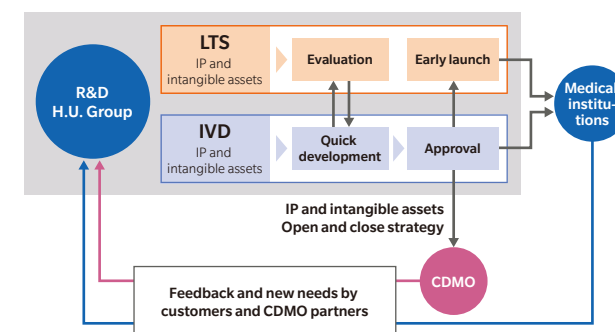 R&D
H.U. Group
LTS
IP and
intangible assets
Evaluation
Early launch
IVD
IP and
intangible assets
Quick
development
Approval
Medical
institu-
tions
IP and intangible assets
Open and close strategy
CDMO
Feedback and new needs by
customers and CDMO partners